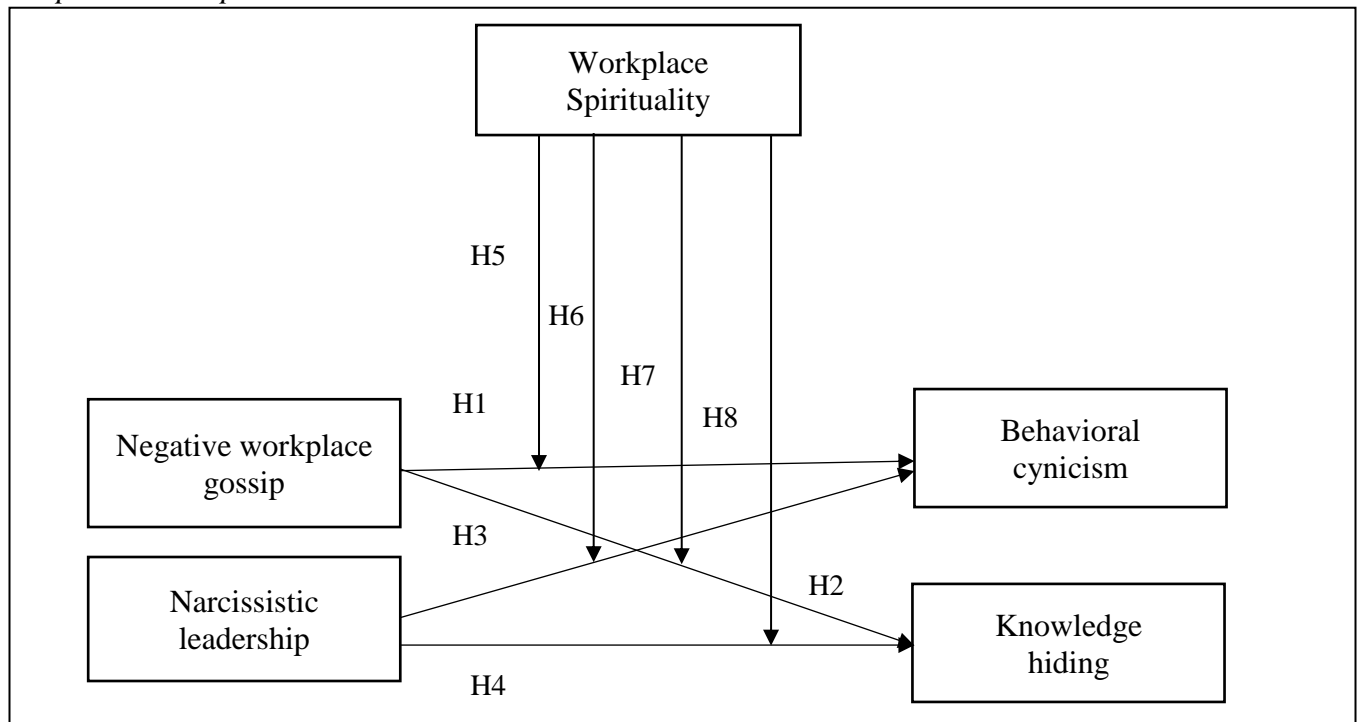 Workplace
Spirituality
H5
H6
H7
H1
H8
Negative workplace
gossip
Behavioral
cynicism
H3
H2
Narcissistic
leadership
Knowledge
hiding
H4